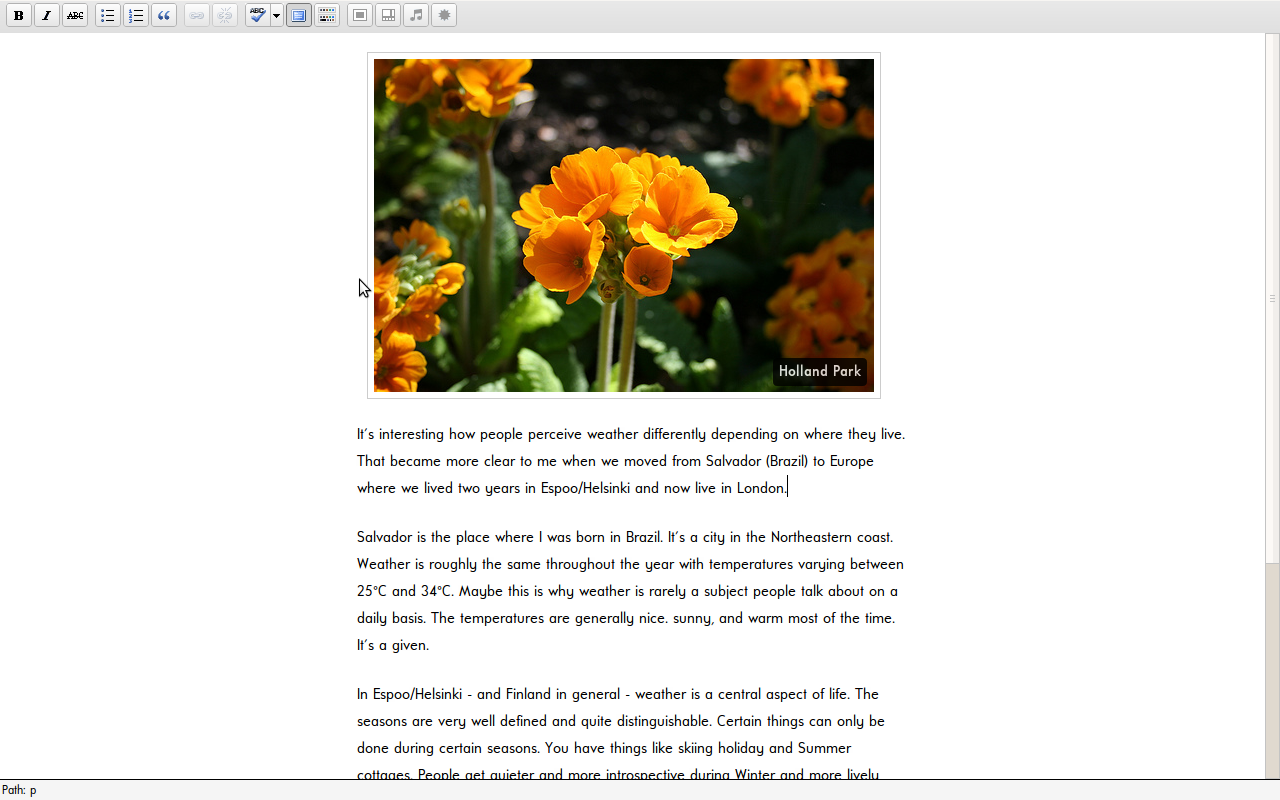 B I ABC ABC
Holland Park
It's interesting how people perceive weather differently depending on where they live.
That became more clear to me when we moved from Salvador (Brazil) to Europe
where we lived two years in Espoo/Helsinki and now live in London.
Salvador is the place where I was born in Brazil. It's a city in the Northeastern coast.
Weather is roughly the same throughout the year with temperatures varying between
25°C and 34°C. Maybe this is why weather is rarely a subject people talk about on a
daily basis. The temperatures are generally nice. sunny, and warm most of the time.
It's a given.
In Espoo/Helsinki - and Finland in general - weather is a central aspect of life. The
seasons are very well defined and quite distinguishable. Certain things can only be
done during certain seasons. You have things like skiing holiday and Summer
cottages. People get quieter and more introspective during Winter and more lively
Path: p